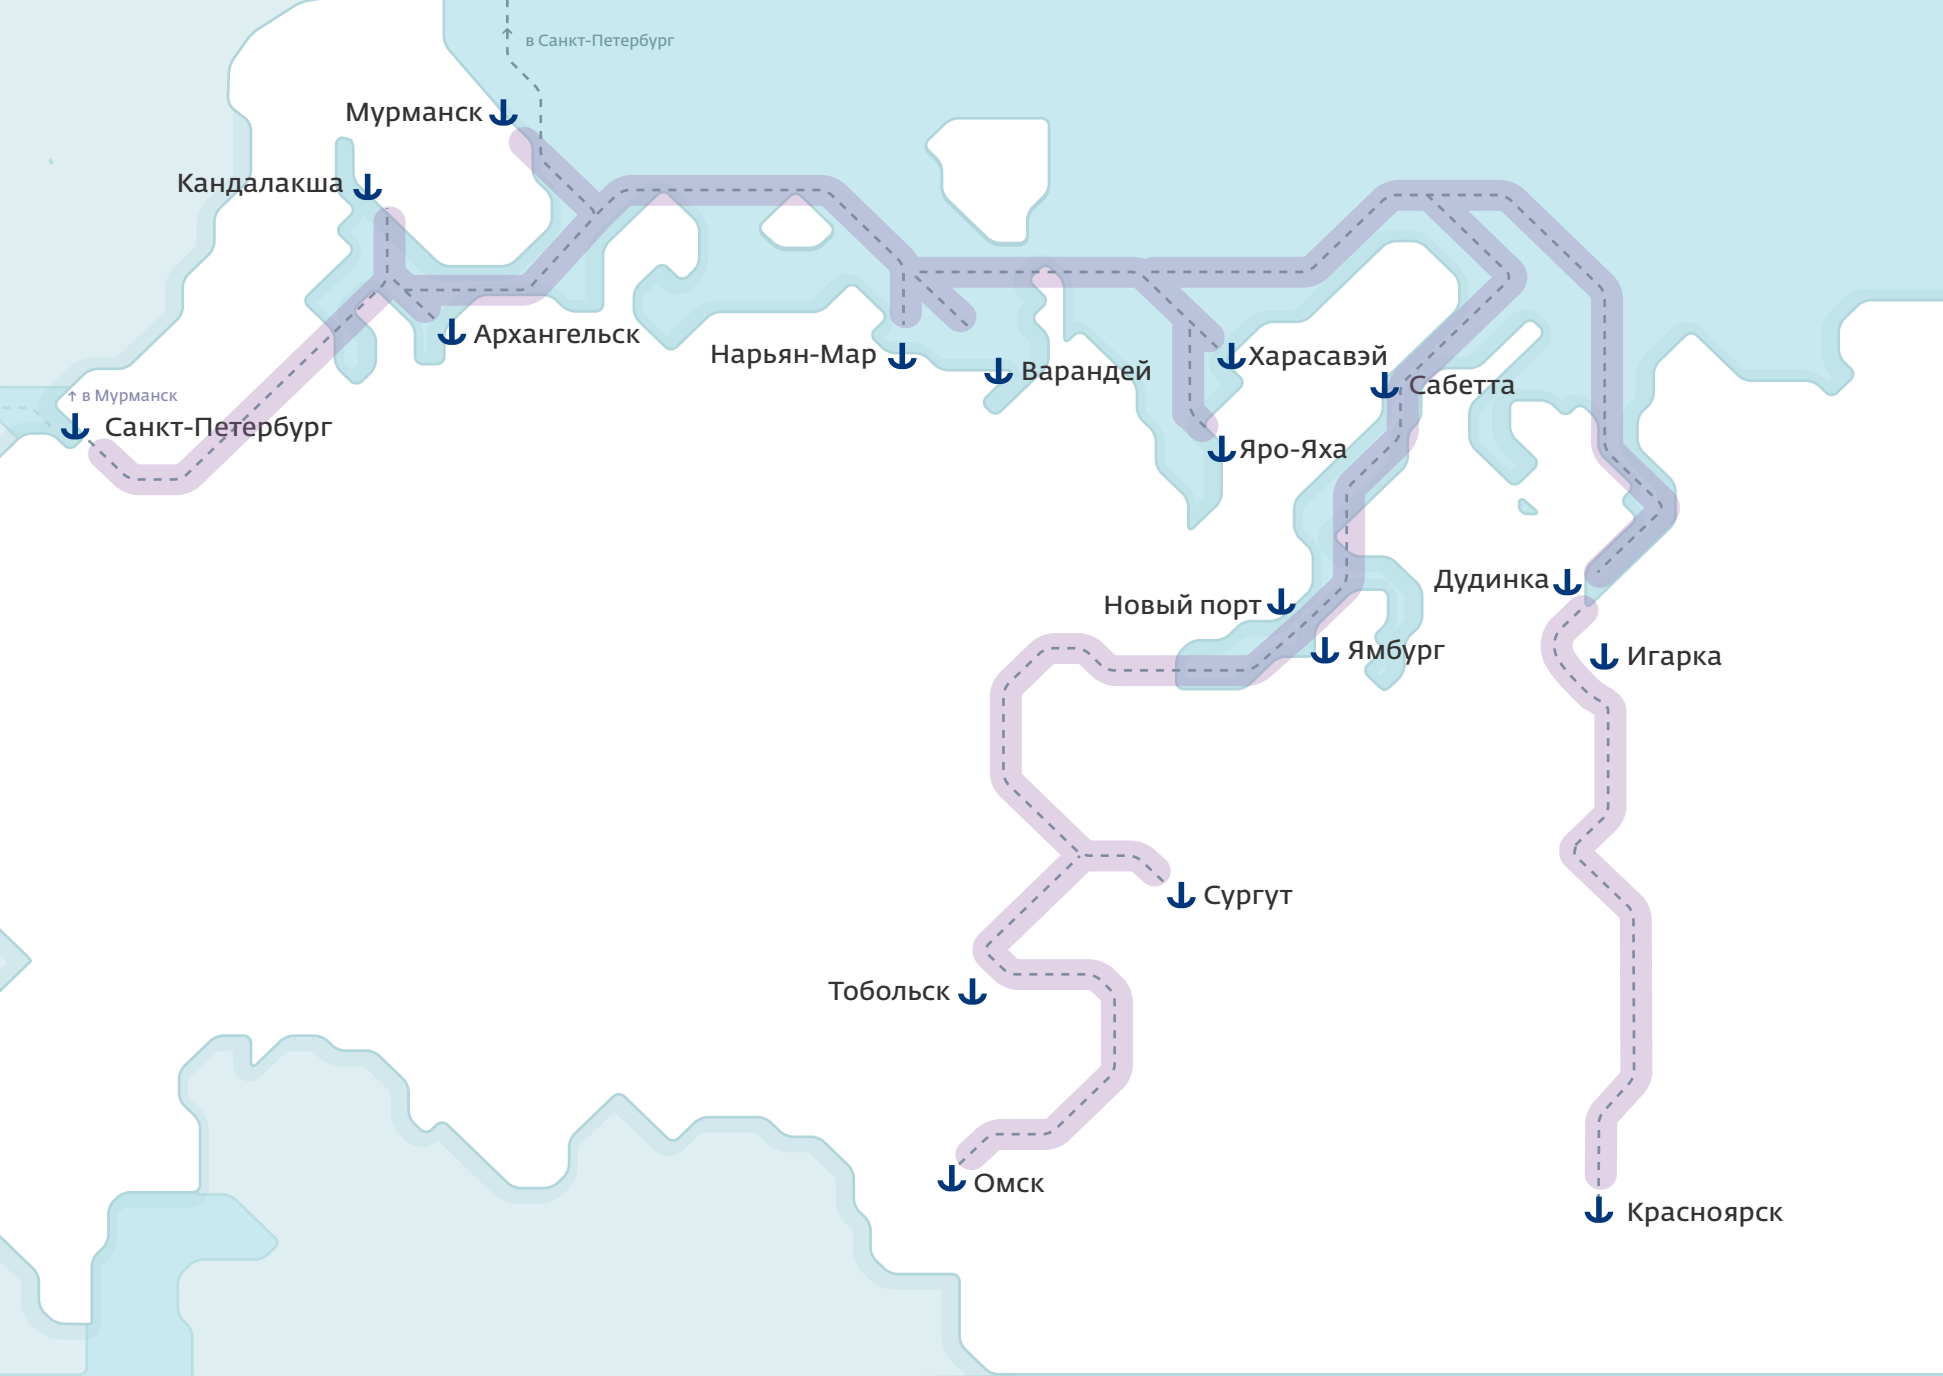 в Санкт-Петербург
Мурманск
Кандалакша
Архангельск
Нарьян-Мар
Варандей
Харасавэй
Сабетта
↑ в Мурманск
Санкт-Петербург
Яро-Яха
Дудинка
Новый порт
Ямбург
Игарка
Сургут
Тобольск
Омск
Красноярск